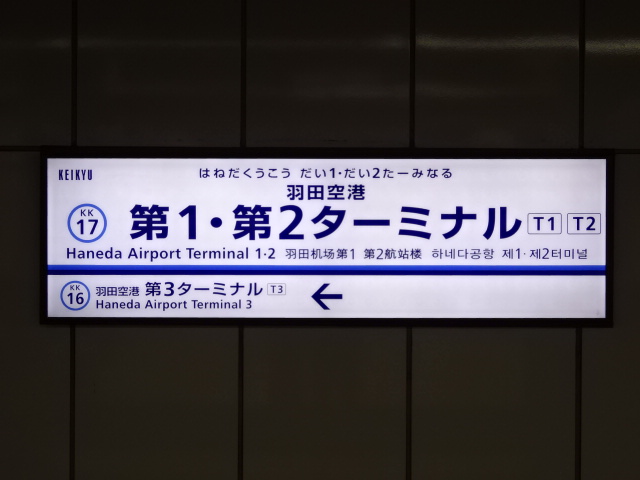 KEIKYU
はねだくうこう だい1・だい2たーみなる
羽田空港
KK 17
第1・第2ターミナル T1 T2
Haneda Airport Terminal 1·2 羽田机场第1 第2航站楼 하네다공항 제1·제2터미널
KK 16
羽田空港 第3ターミナル T3 ←
Haneda Airport Terminal 3